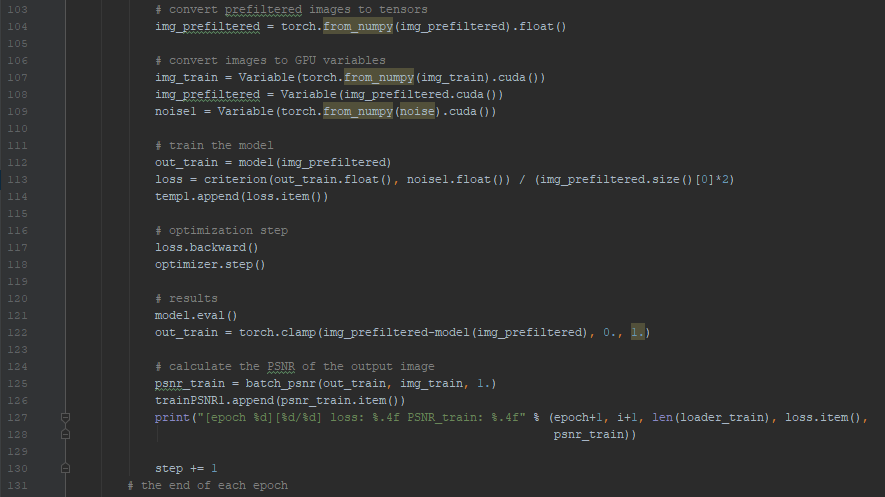 103 # convert prefiltered images to tensors
104 img_prefiltered = torch.from_numpy(img_prefiltered).float()
105
106 # convert images to GPU variables
107 img_train = Variable(torch.from_numpy(img_train).cuda())
108 img_prefiltered = Variable(img_prefiltered.cuda())
109 noise1 = Variable(torch.from_numpy(noise).cuda())
110
111 # train the model
112 out_train = model(img_prefiltered)
113 loss = criterion(out_train.float(), noise1.float()) / (img_prefiltered.size()[0]*2)
114 temp1.append(loss.item())
115
116 # optimization step
117 loss.backward()
118 optimizer.step()
119
120 # results
121 model.eval()
122 out_train = torch.clamp(img_prefiltered-model(img_prefiltered), 0., 1.)
123
124 # calculate the PSNR of the output image
125 psnr_train = batch_psnr(out_train, img_train, 1.)
126 trainPSNR1.append(psnr_train.item())
127 print("[epoch %d][%d/%d] loss: %.4f PSNR_train: %.4f" % (epoch+1, i+1, len(loader_train), loss.item(),
128 psnr_train))
129
130 step += 1
131 # the end of each epoch